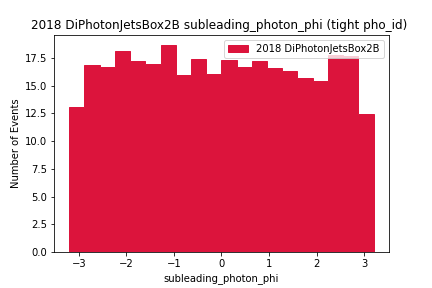 2018 DiPhotonJetsBox2B subleading_photon_phi (tight pho_id)
2018 DiPhotonJetsBox2B
Number of Events
17.5
15.0
12.5
10.0
7.5
5.0
2.5
0.0
−3 −2 −1 0 1 2 3
subleading_photon_phi